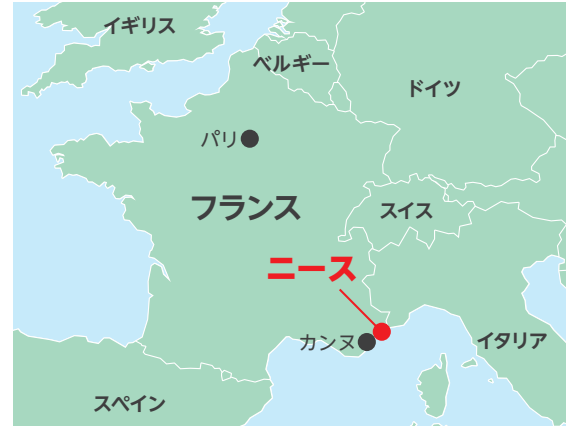 イギリス
ベルギー
ドイツ
パリ
フランス
スイス
ニース
カンヌ
イタリア
スペイン